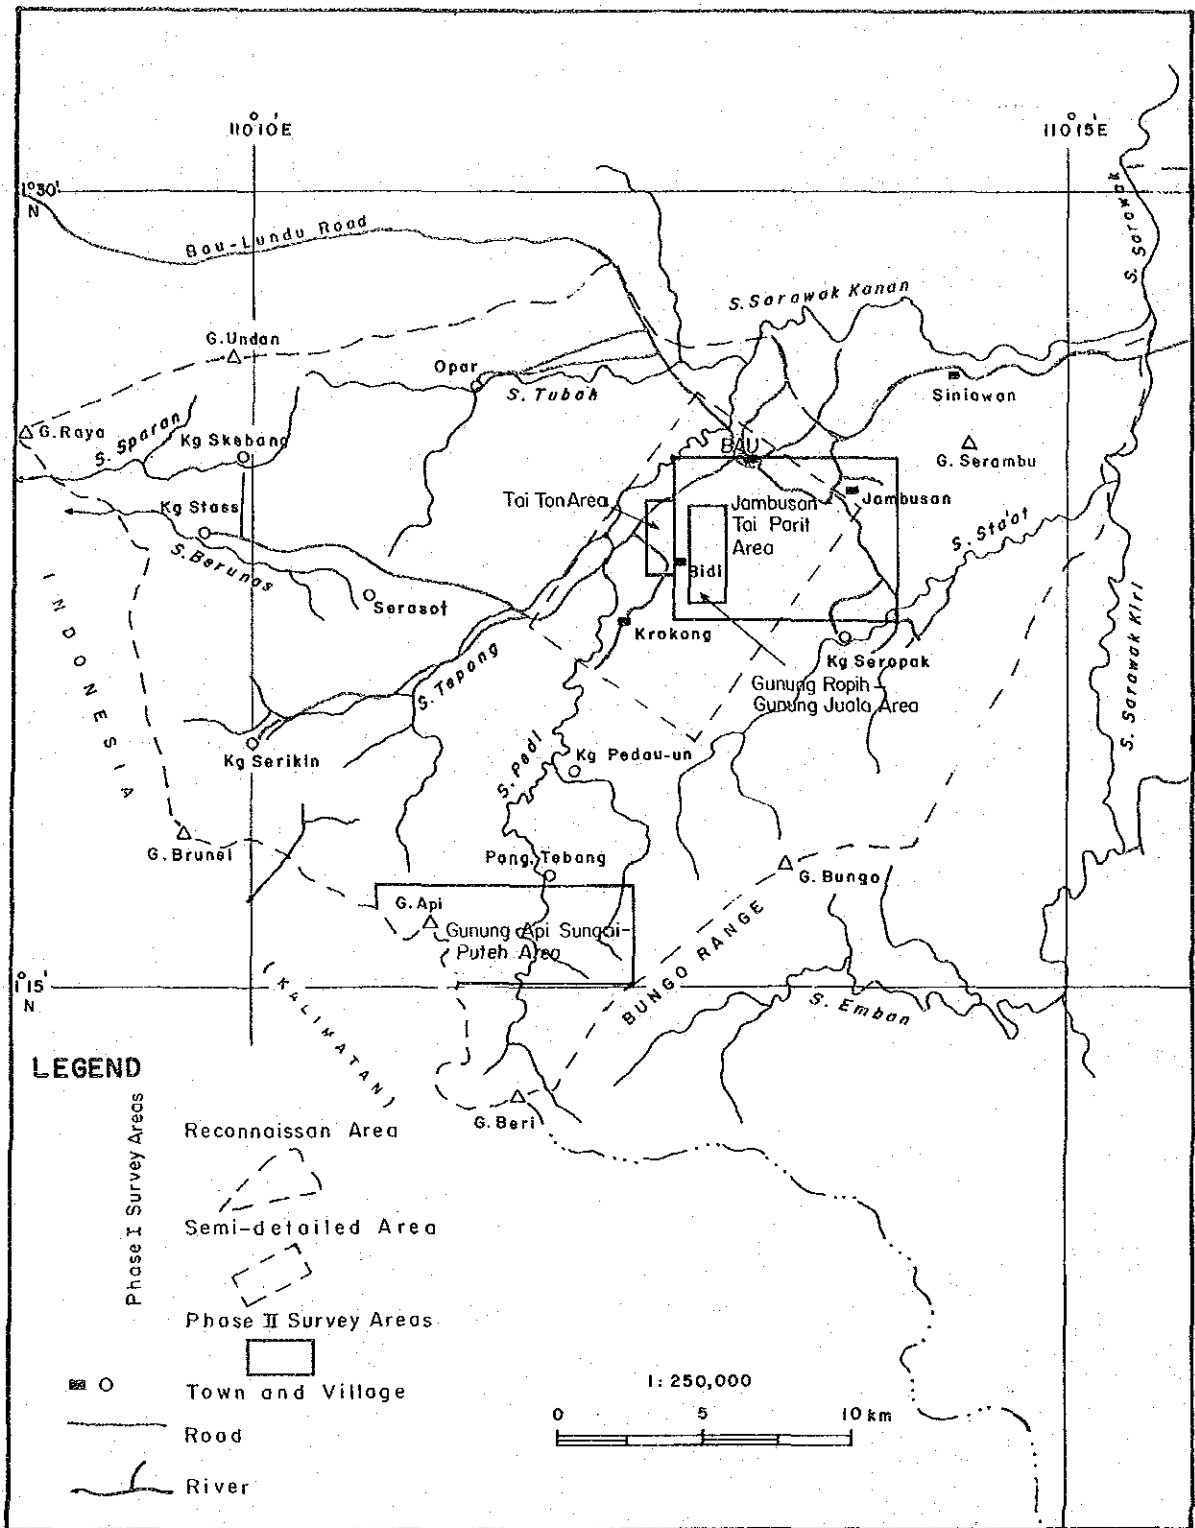 110°10'E
110°15'E
1°30'
N
Bau-Lundu Road
S. Sarawak
S. Sarawak Kanan
G. Undan
Opar
S. Tubah
Siniawan
G. Raya
S. Sparan
Kg Skebang
BAU
G. Serambu
Tai Ton Area
Jambusan
Jambusan
Tai Parit
Area
Kg Stass
S. Sta'at
S. Berunas
Bidi
INDONESIA
Serasot
Krokong
Kg Seropak
S. Sarawak Kiri
S. Tapang
Gunung Ropih -
Gunung Juala Area
Kg Serikin
S. Pedi
Kg Pedau-un
G. Brunei
Pang. Tebang
G. Bungo
G. Api
Gunung Api Sungai-
Puteh Area
BUNGO RANGE
1°15'
N
(KALIMATAN)
S. Emban
G. Beri
LEGEND
Phase I Survey Areas
Reconnaissan Area
Semi-detailed Area
Phase II Survey Areas
Town and Village
Road
River
1: 250,000
0 5 10 km